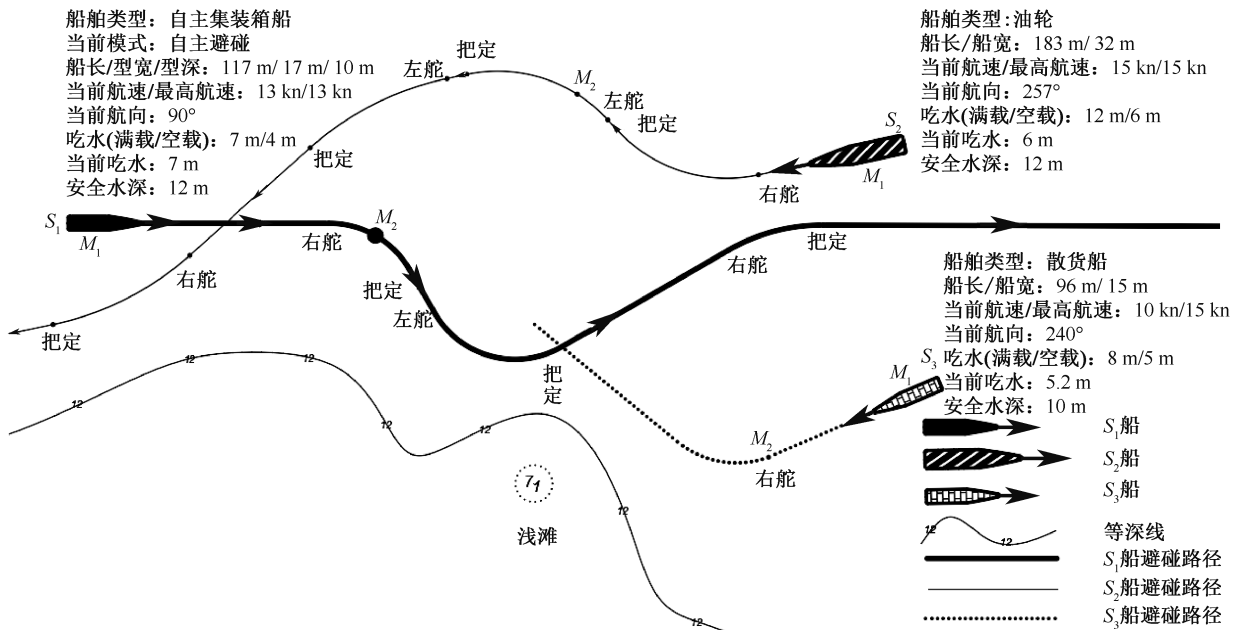 船舶类型：自主集装箱船
当前模式：自主避碰
船长/型宽/型深：117 m/ 17 m/ 10 m
当前航速/最高航速：13 kn/13 kn
当前航向：90°
吃水(满载/空载)：7 m/4 m
当前吃水：7 m
安全水深：12 m
船舶类型:油轮
船长/船宽：183 m/ 32 m
当前航速/最高航速：15 kn/15 kn
当前航向：257°
吃水(满载/空载)：12 m/6 m
当前吃水：6 m
安全水深：12 m
把定
左舵
M2
左舵
把定
S2
把定
M1
右舵
S1
M1
右舵
M2
把定
右舵
右舵
把定
左舵
把定
把定
船舶类型：散货船
船长/船宽：96 m/ 15 m
当前航速/最高航速：10 kn/15 kn
当前航向：240°
吃水(满载/空载)：8 m/5 m
当前吃水：5.2 m
安全水深：10 m
S3
M1
M2
右舵
12
12
12
12
12
12
12
71
浅滩
S1船
S2船
S3船
12
12
等深线
S1船避碰路径
S2船避碰路径
S3船避碰路径